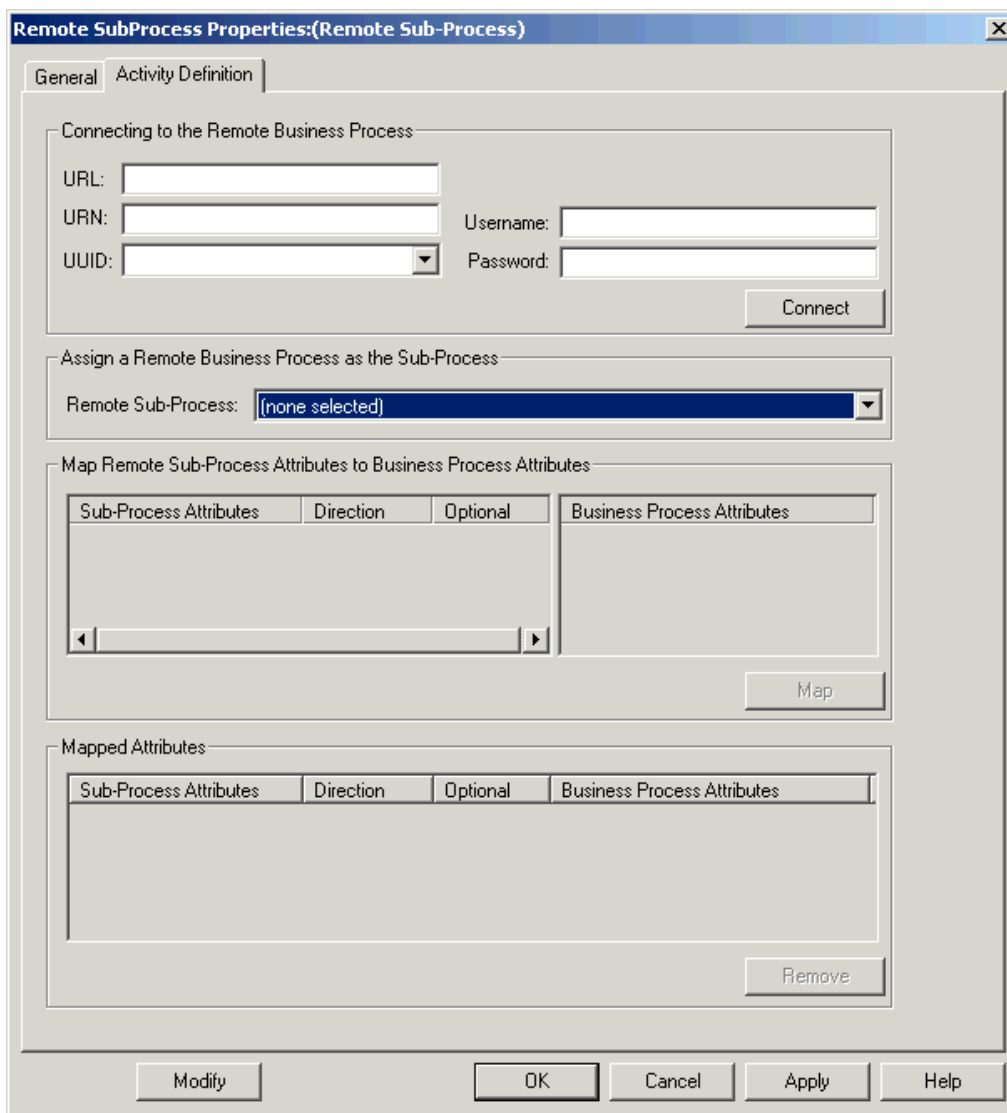 Remote SubProcess Properties:(Remote Sub-Process)
General Activity Definition
Connecting to the Remote Business Process
URL:
URN:
Username:
UUID:
Password:
Connect
Assign a Remote Business Process as the Sub-Process
Remote Sub-Process: (none selected)
Map Remote Sub-Process Attributes to Business Process Attributes
Sub-Process Attributes Direction Optional Business Process Attributes
Map
Mapped Attributes
Sub-Process Attributes Direction Optional Business Process Attributes
Remove
Modify OK Cancel Apply Help